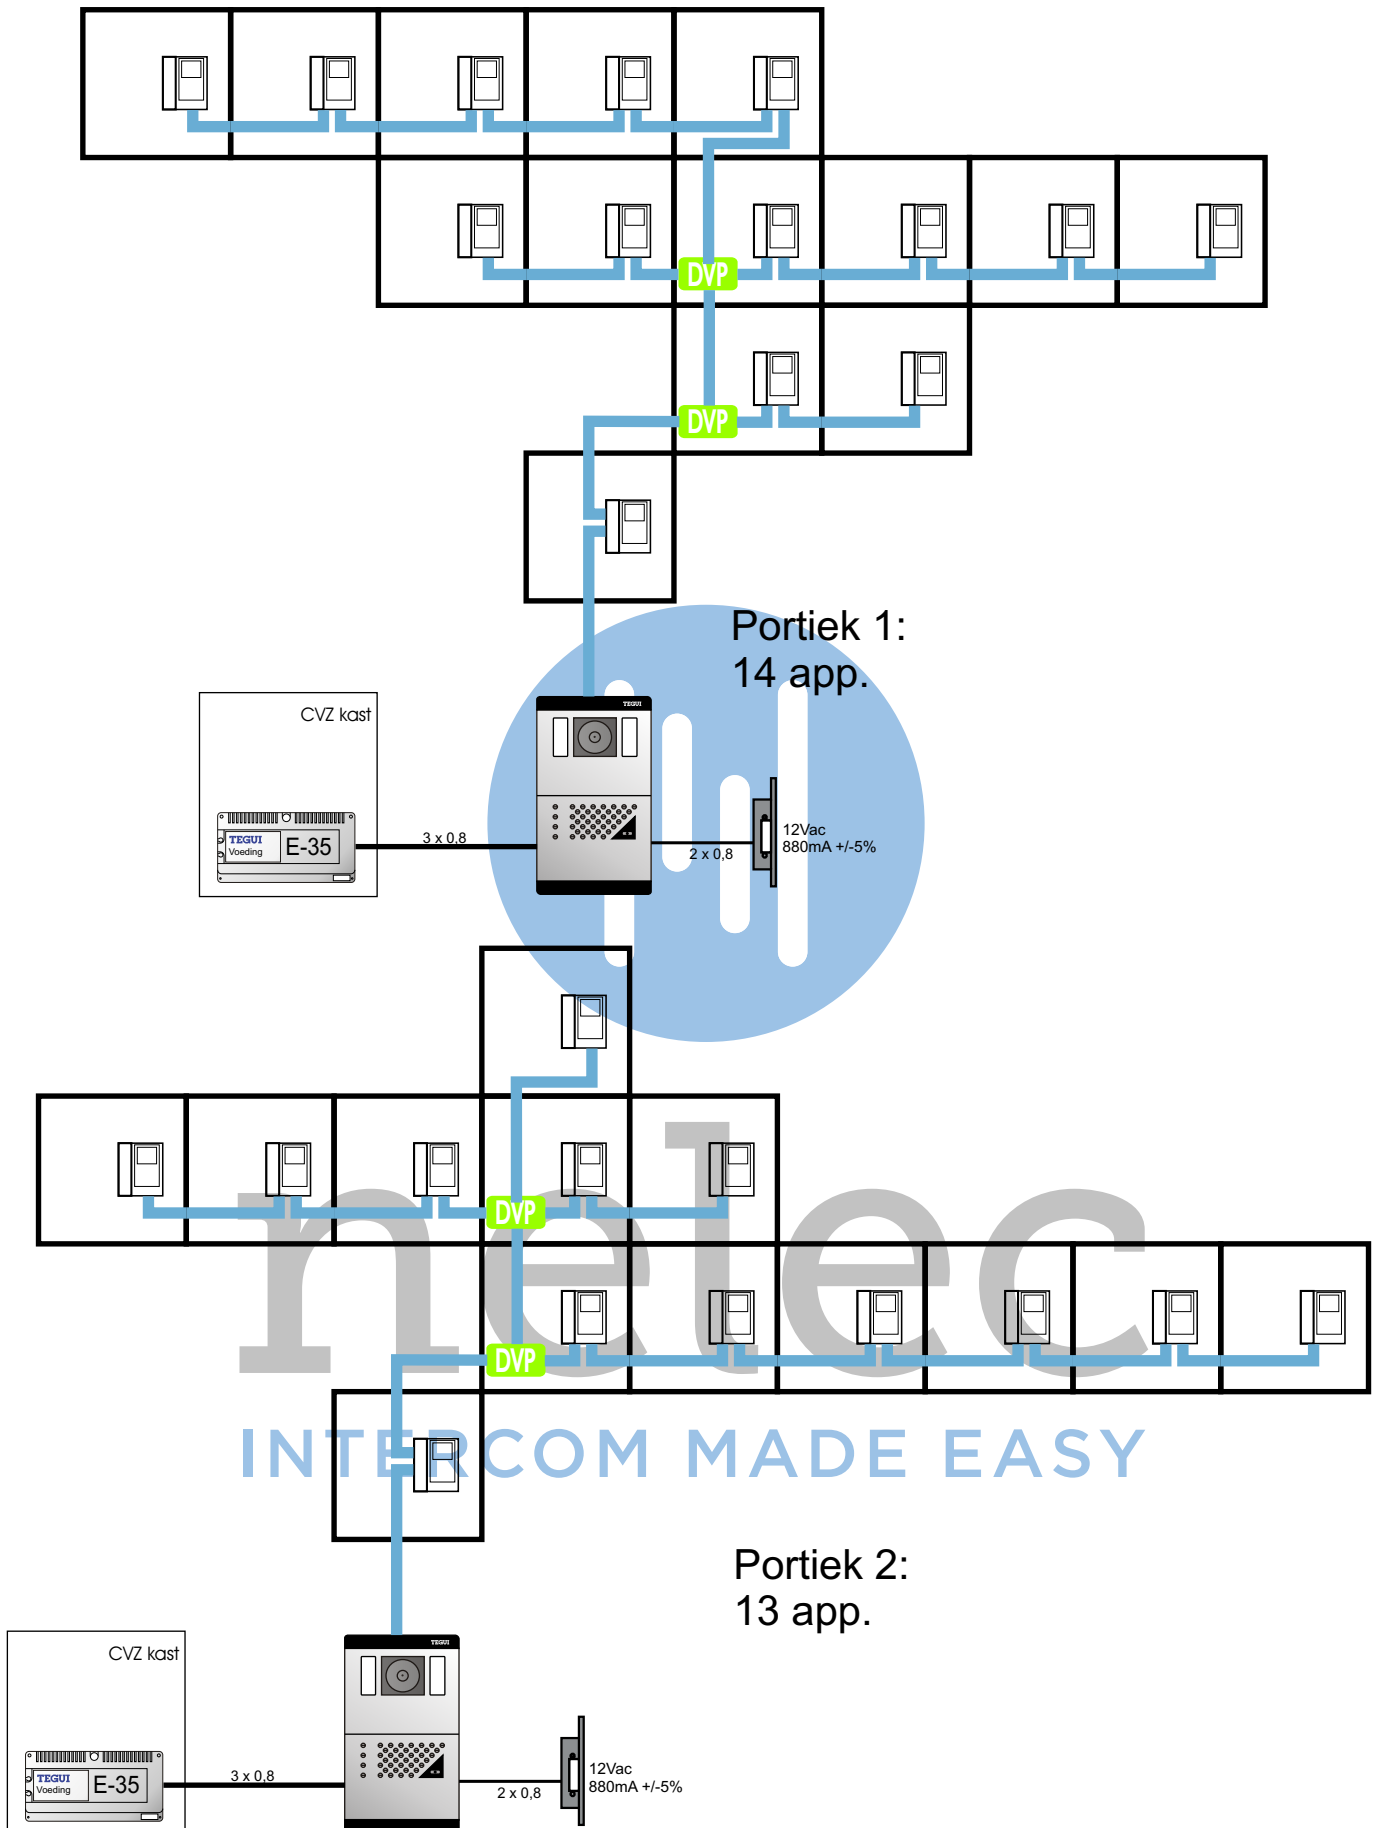 DVP
DVP
Portiek 1:
14 app.
CVZ kast
TEGUI
TEGUI
Voeding
E-35
3 x 0,8
2 x 0,8
12Vac
880mA +/-5%
DVP
nelec
DVP
INTERCOM MADE EASY
Portiek 2:
13 app.
CVZ kast
TEGUI
TEGUI
Voeding
E-35
3 x 0,8
2 x 0,8
12Vac
880mA +/-5%